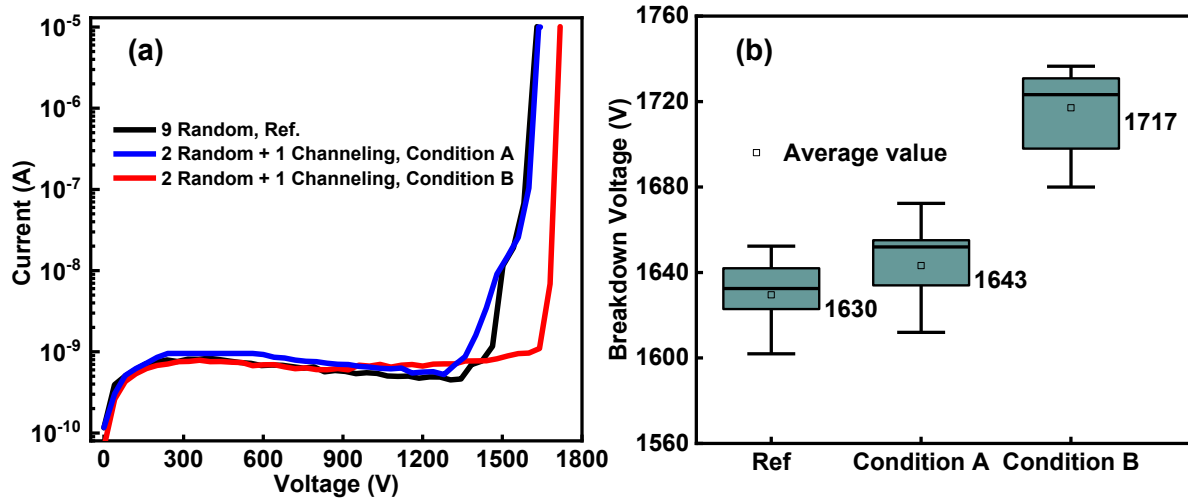 (a)
10-5
10-6
10-7
10-8
10-9
10-10
Current (A)
9 Random, Ref.
2 Random + 1 Channeling, Condition A
2 Random + 1 Channeling, Condition B
0 300 600 900 1200 1500 1800
Voltage (V)
(b)
1760
1720
1680
1640
1600
1560
Breakdown Voltage (V)
Average value
1630
1643
1717
Ref Condition A Condition B